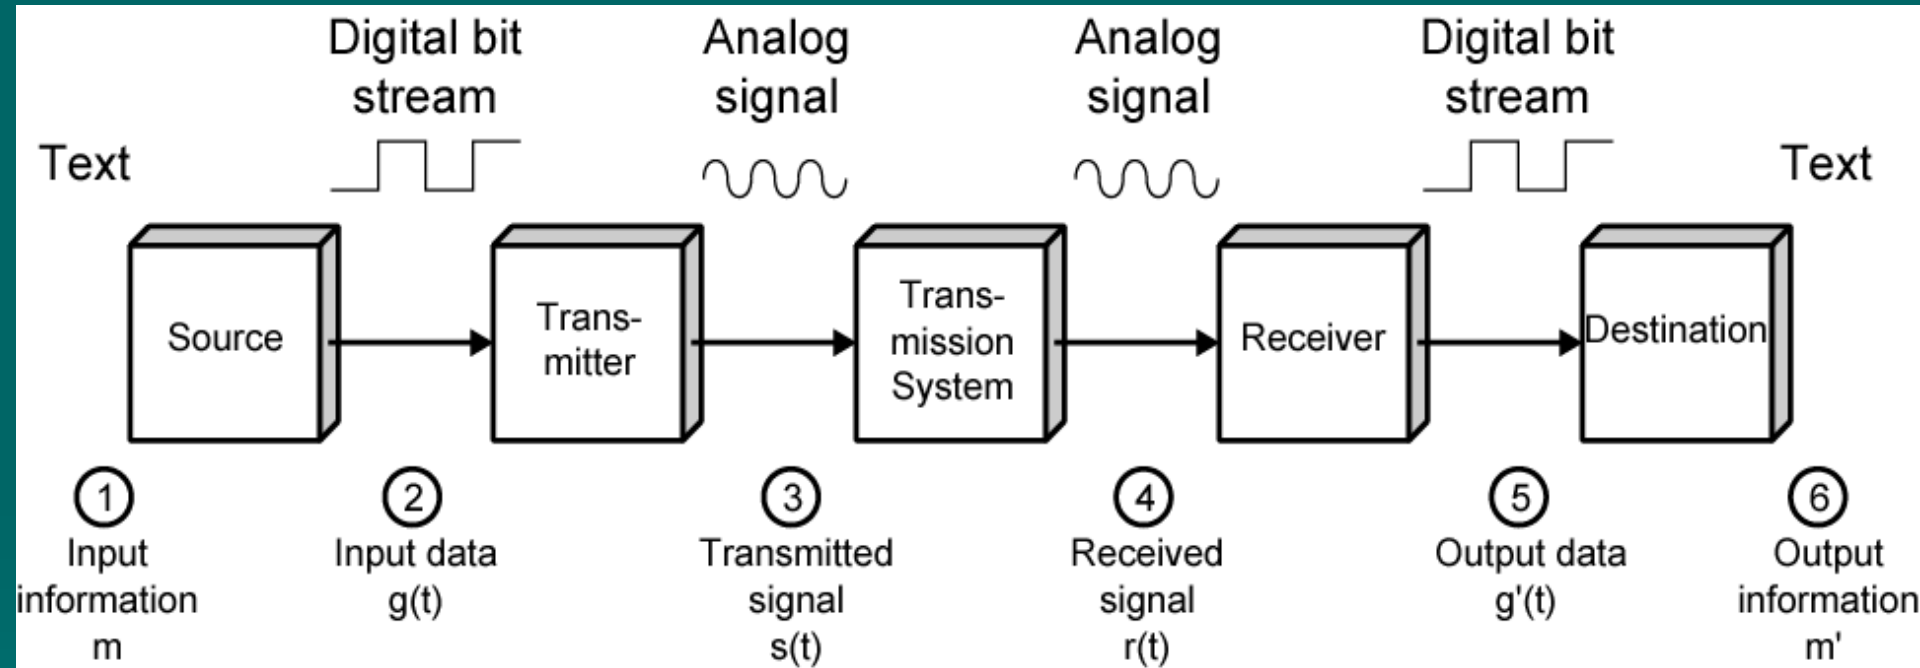 Digital bit
stream
Analog
signal
Analog
signal
Digital bit
stream
Text
Text
Source
Trans-
mitter
Trans-
mission
System
Receiver
Destination
1
Input
information
m
2
Input data
g(t)
3
Transmitted
signal
s(t)
4
Received
signal
r(t)
5
Output data
g'(t)
6
Output
information
m'